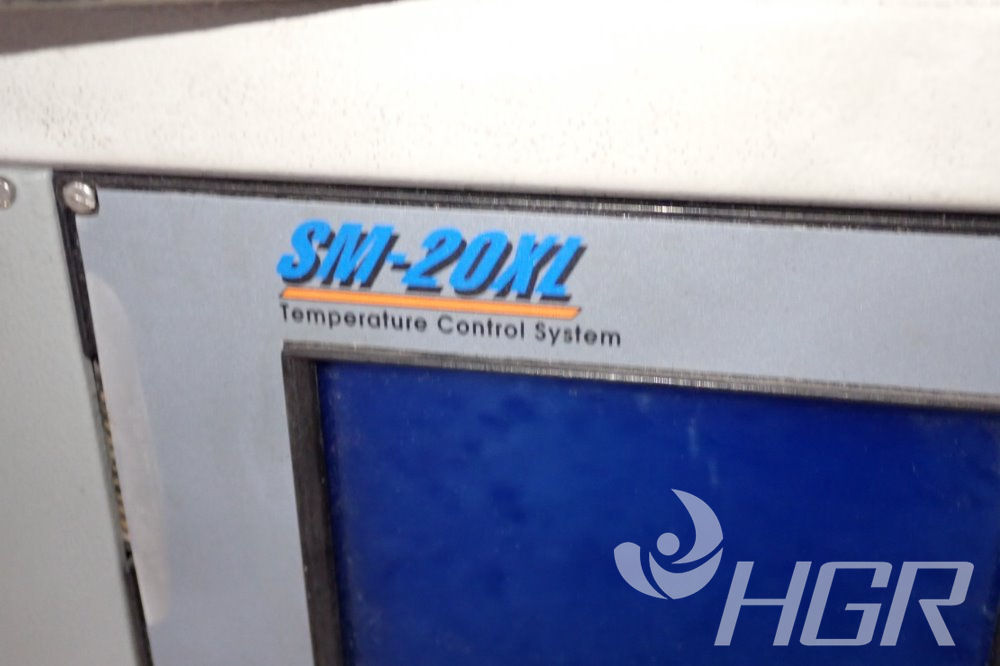 SM-20XL
Temperature Control System
HGR